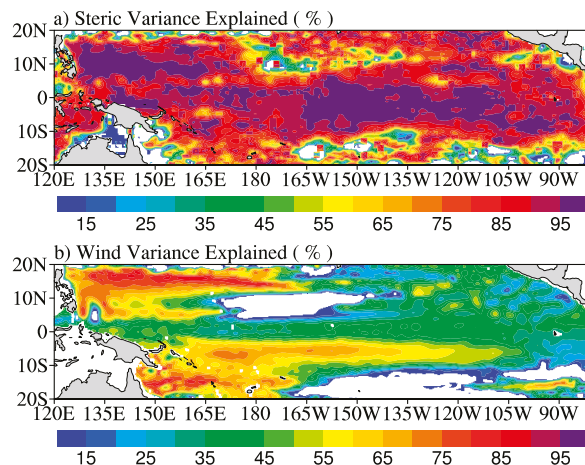 a) Steric Variance Explained ( % )
20N
10N
0
10S
20S
120E 135E 150E 165E 180 165W 150W 135W 120W 105W 90W
15 25 35 45 55 65 75 85 95
b) Wind Variance Explained ( % )
20N
10N
0
10S
20S
120E 135E 150E 165E 180 165W 150W 135W 120W 105W 90W
15 25 35 45 55 65 75 85 95